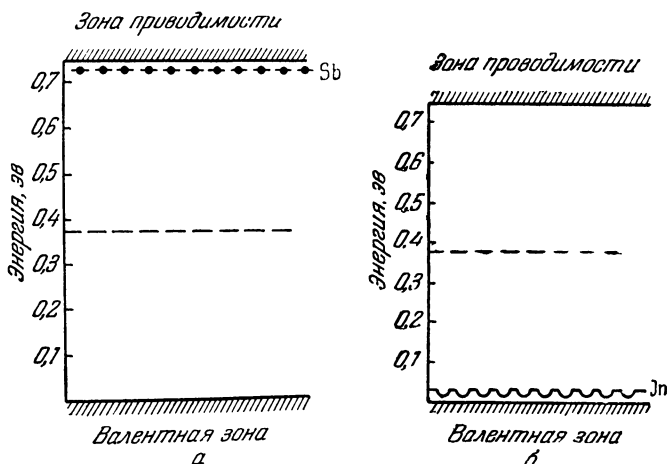 Зона проводимости
Sb
0,7
0,6
0,5
0,4
0,3
0,2
0,1
Энергия, эв
Валентная зона
а
Зона проводимости
0,7
0,6
0,5
0,4
0,3
0,2
0,1
Энергия, эв
Jn
Валентная зона
б